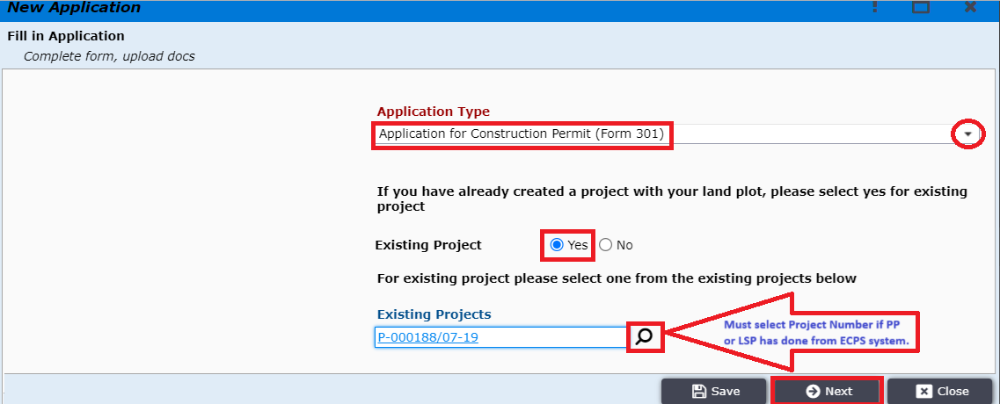 New Application
Fill in Application
Complete form, upload docs
Application Type
Application for Construction Permit (Form 301)
If you have already created a project with your land plot, please select yes for existing
project
Existing Project Yes No
For existing project please select one from the existing projects below
Existing Projects
P-000188/07-19
Must select Project Number if PP
or LSP has done from ECPS system.
Save Next Close